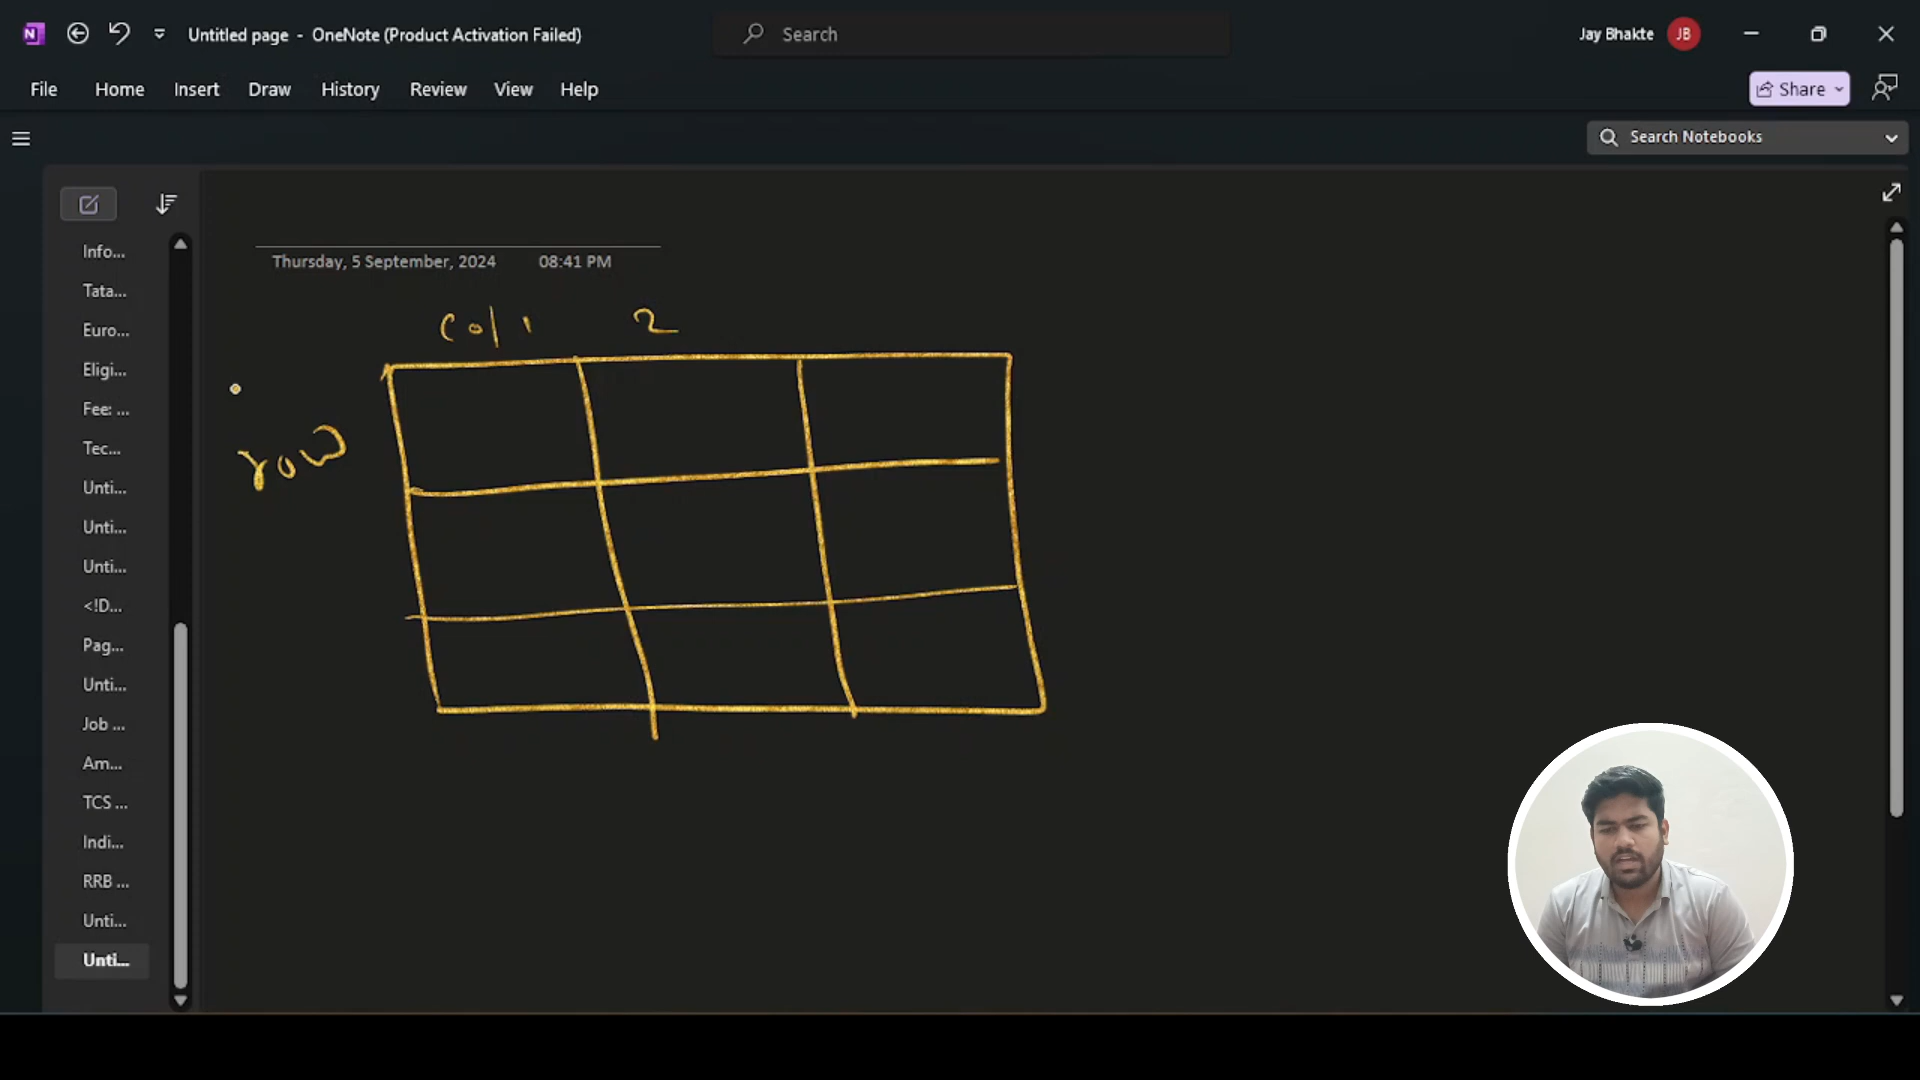 Untitled page - OneNote (Product Activation Failed)
Search
Jay Bhakte
JB
File
Home
Insert
Draw
History
Review
View
Help
Share
Search Notebooks
Info...
Tata...
Euro...
Eligi...
Fee: ...
Tec...
Unti...
Unti...
Unti...
<!D...
Pag...
Unti...
Job ...
Am...
TCS ...
Indi...
RRB ...
Unti...
Unti...
Thursday, 5 September, 2024 08:41 PM
col 1 2
row